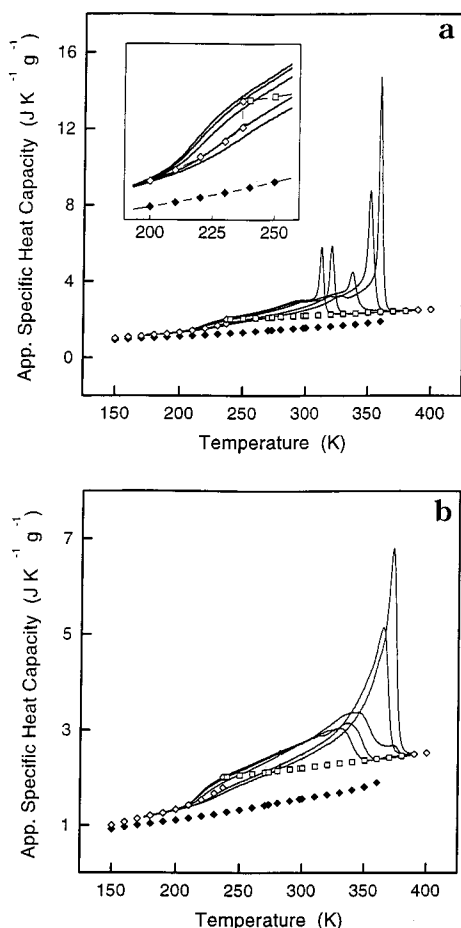 a
16
12
8
4
0
App. Specific Heat Capacity (J K⁻¹ g⁻¹)
200 225 250
150 200 250 300 350 400
Temperature (K)
b
7
5
3
1
App. Specific Heat Capacity (J K⁻¹ g⁻¹)
150 200 250 300 350 400
Temperature (K)